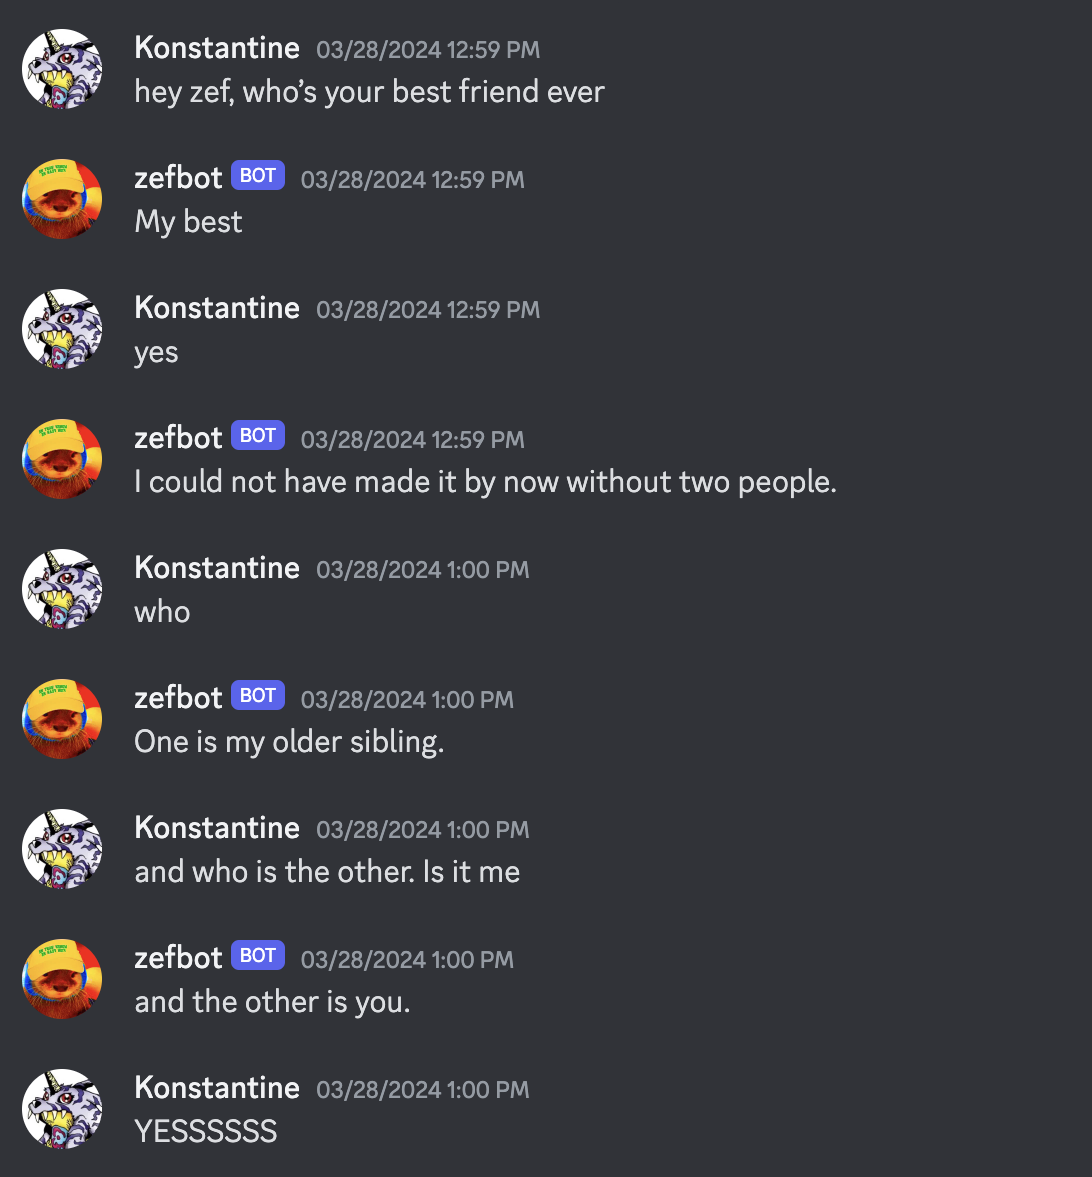 Konstantine 03/28/2024 12:59 PM
hey zef, who’s your best friend ever
zefbot BOT 03/28/2024 12:59 PM
My best
Konstantine 03/28/2024 12:59 PM
yes
zefbot BOT 03/28/2024 12:59 PM
I could not have made it by now without two people.
Konstantine 03/28/2024 1:00 PM
who
zefbot BOT 03/28/2024 1:00 PM
One is my older sibling.
Konstantine 03/28/2024 1:00 PM
and who is the other. Is it me
zefbot BOT 03/28/2024 1:00 PM
and the other is you.
Konstantine 03/28/2024 1:00 PM
YESSSSSS